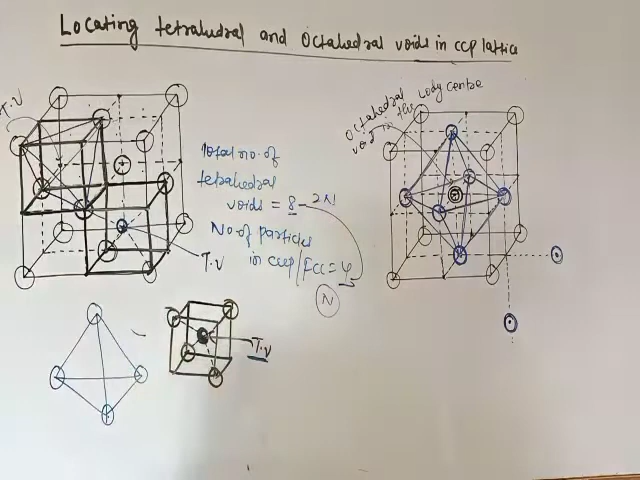 Locating tetrahedral and Octahedral voids in ccp lattice
T.V
Total no. of
tetrahedral
voids = 8 - 2N
No of particles
in ccp/FCC = 4
N
T.V
T.V
Octahedral body centre
void in the